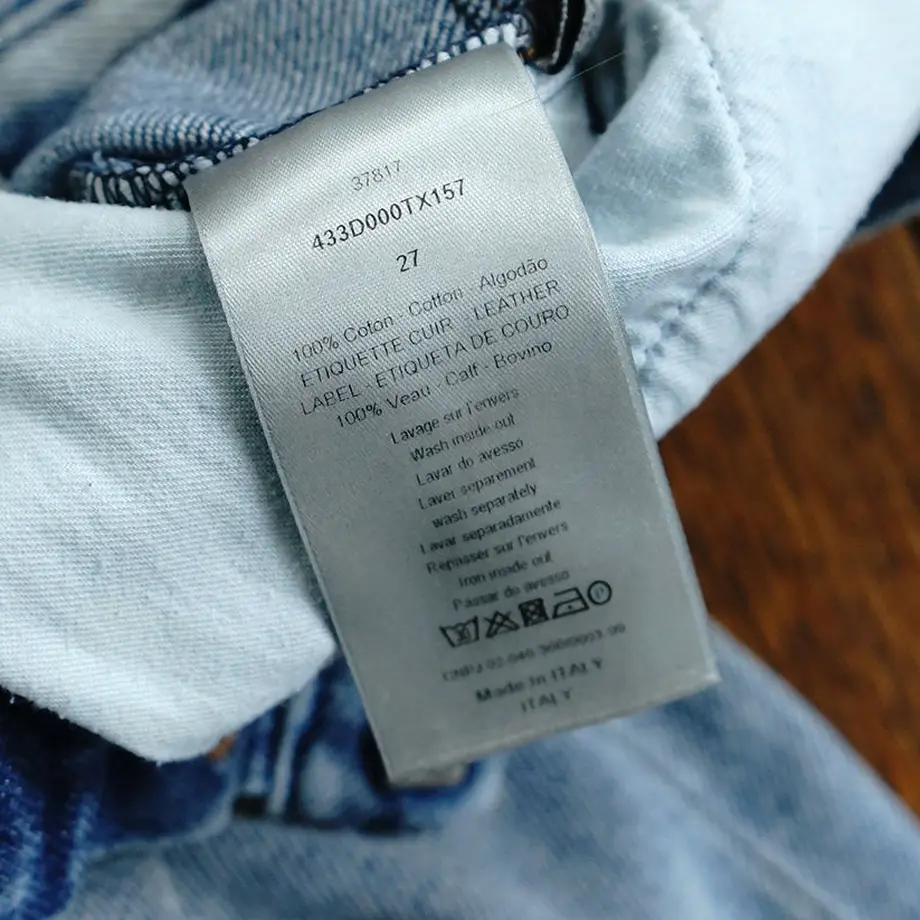 37817
433D000TX157
27
100% Coton - Cotton - Algodão
ETIQUETTE CUIR - LEATHER
LABEL - ETIQUETA DE COURO
100% Veau - Calf - Bovino
Lavage sur l'envers
Wash inside out
Lavar do avesso
Laver séparement
wash separately
Lavar separadamente
Repasser sur l'envers
Iron inside out
Passar do avesso
P
CNPJ
Made in ITALY
ITALY